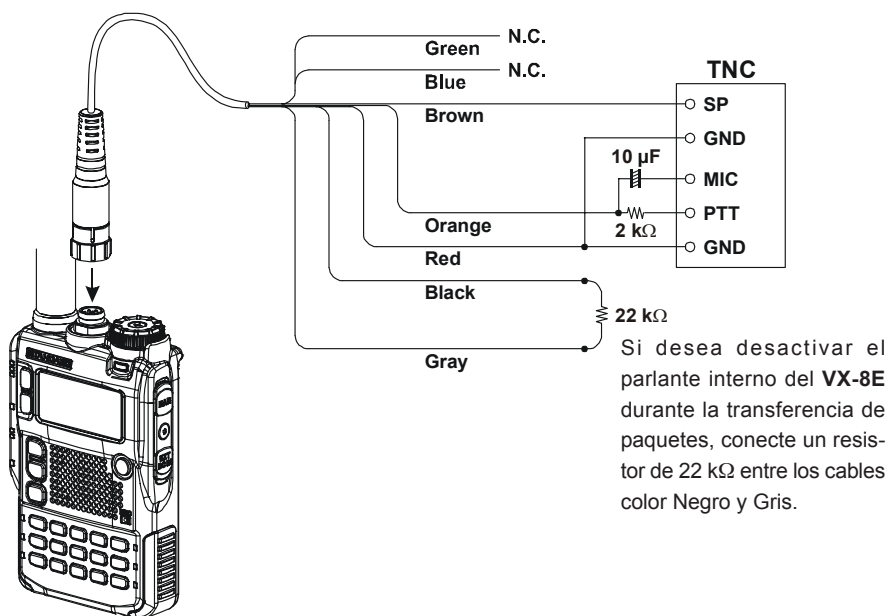 Green
N.C.
Blue
N.C.
Brown
TNC
SP
GND
10 µF
MIC
PTT
2 kΩ
Orange
GND
Red
Black
22 kΩ
Gray
Si desea desactivar el
parlante interno del VX-8E
durante la transferencia de
paquetes, conecte un resis-
tor de 22 kΩ entre los cables
color Negro y Gris.